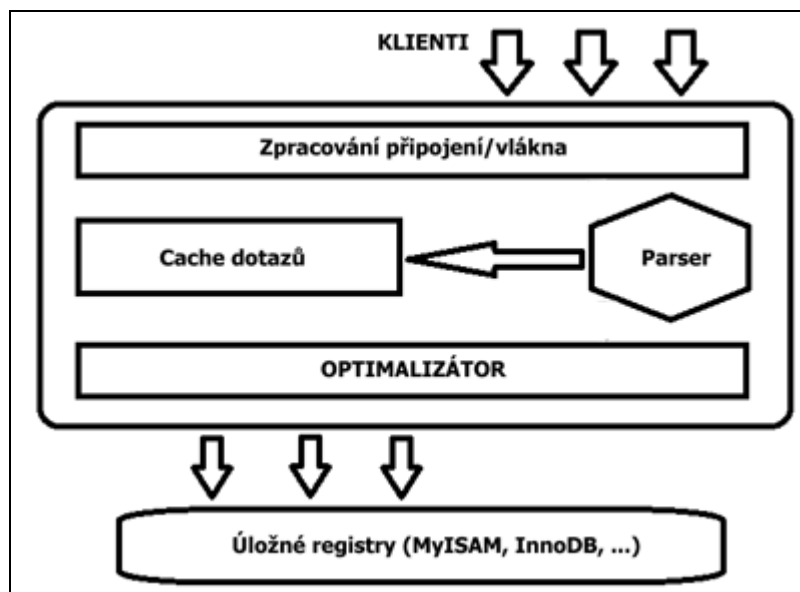 KLIENTI
Zpracování připojení/vlákna
Cache dotazů
Parser
OPTIMALIZÁTOR
Úložné registry (MyISAM, InnoDB, ...)